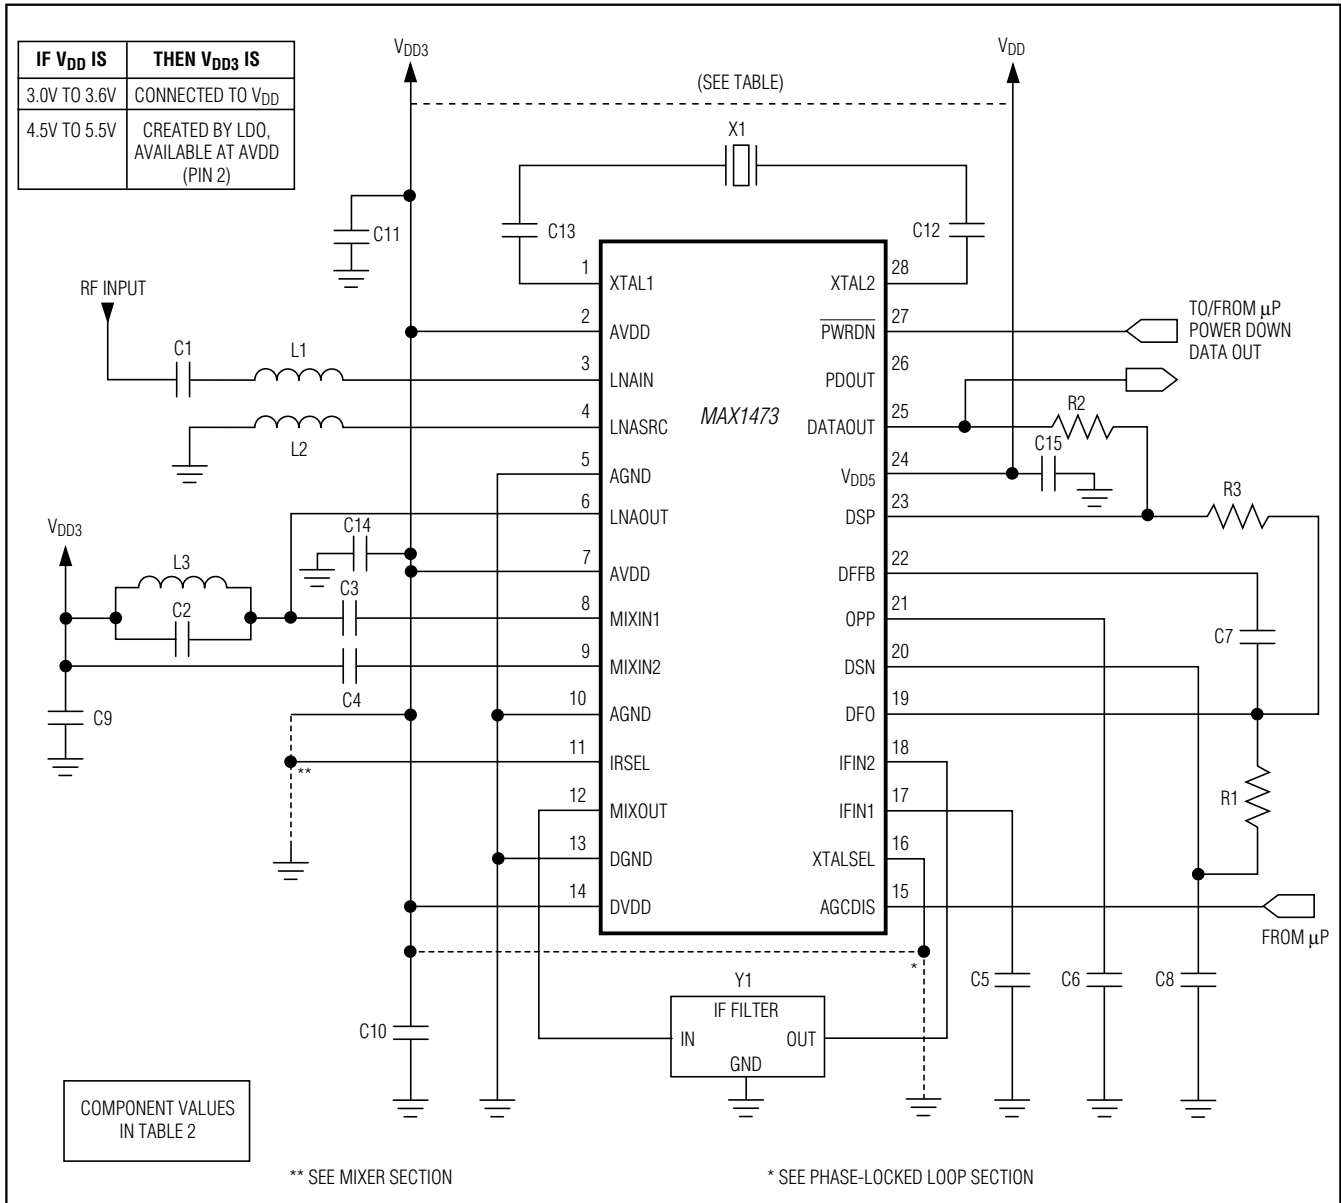 IF VDD IS THEN VDD3 IS
3.0V TO 3.6V CONNECTED TO VDD
4.5V TO 5.5V CREATED BY LDO,
AVAILABLE AT AVDD
(PIN 2)
VDD3
VDD
(SEE TABLE)
X1
C11
C13
C12
RF INPUT
C1
L1
L2
1 XTAL1
2 AVDD
3 LNAIN
4 LNASRC
5 AGND
6 LNAOUT
7 AVDD
8 MIXIN1
9 MIXIN2
10 AGND
11 IRSEL
12 MIXOUT
13 DGND
14 DVDD
MAX1473
XTAL2 28
PWRDN 27
PDOUT 26
DATAOUT 25
VDD5 24
DSP 23
DFFB 22
OPP 21
DSN 20
DFO 19
IFIN2 18
IFIN1 17
XTALSEL 16
AGCDIS 15
TO/FROM μP
POWER DOWN
DATA OUT
R2
C15
R3
VDD3
C14
L3
C2
C3
C4
C9
**
C7
R1
FROM μP
*
C5
C6
C8
C10
Y1
IF FILTER
IN
OUT
GND
COMPONENT VALUES
IN TABLE 2
** SEE MIXER SECTION
* SEE PHASE-LOCKED LOOP SECTION